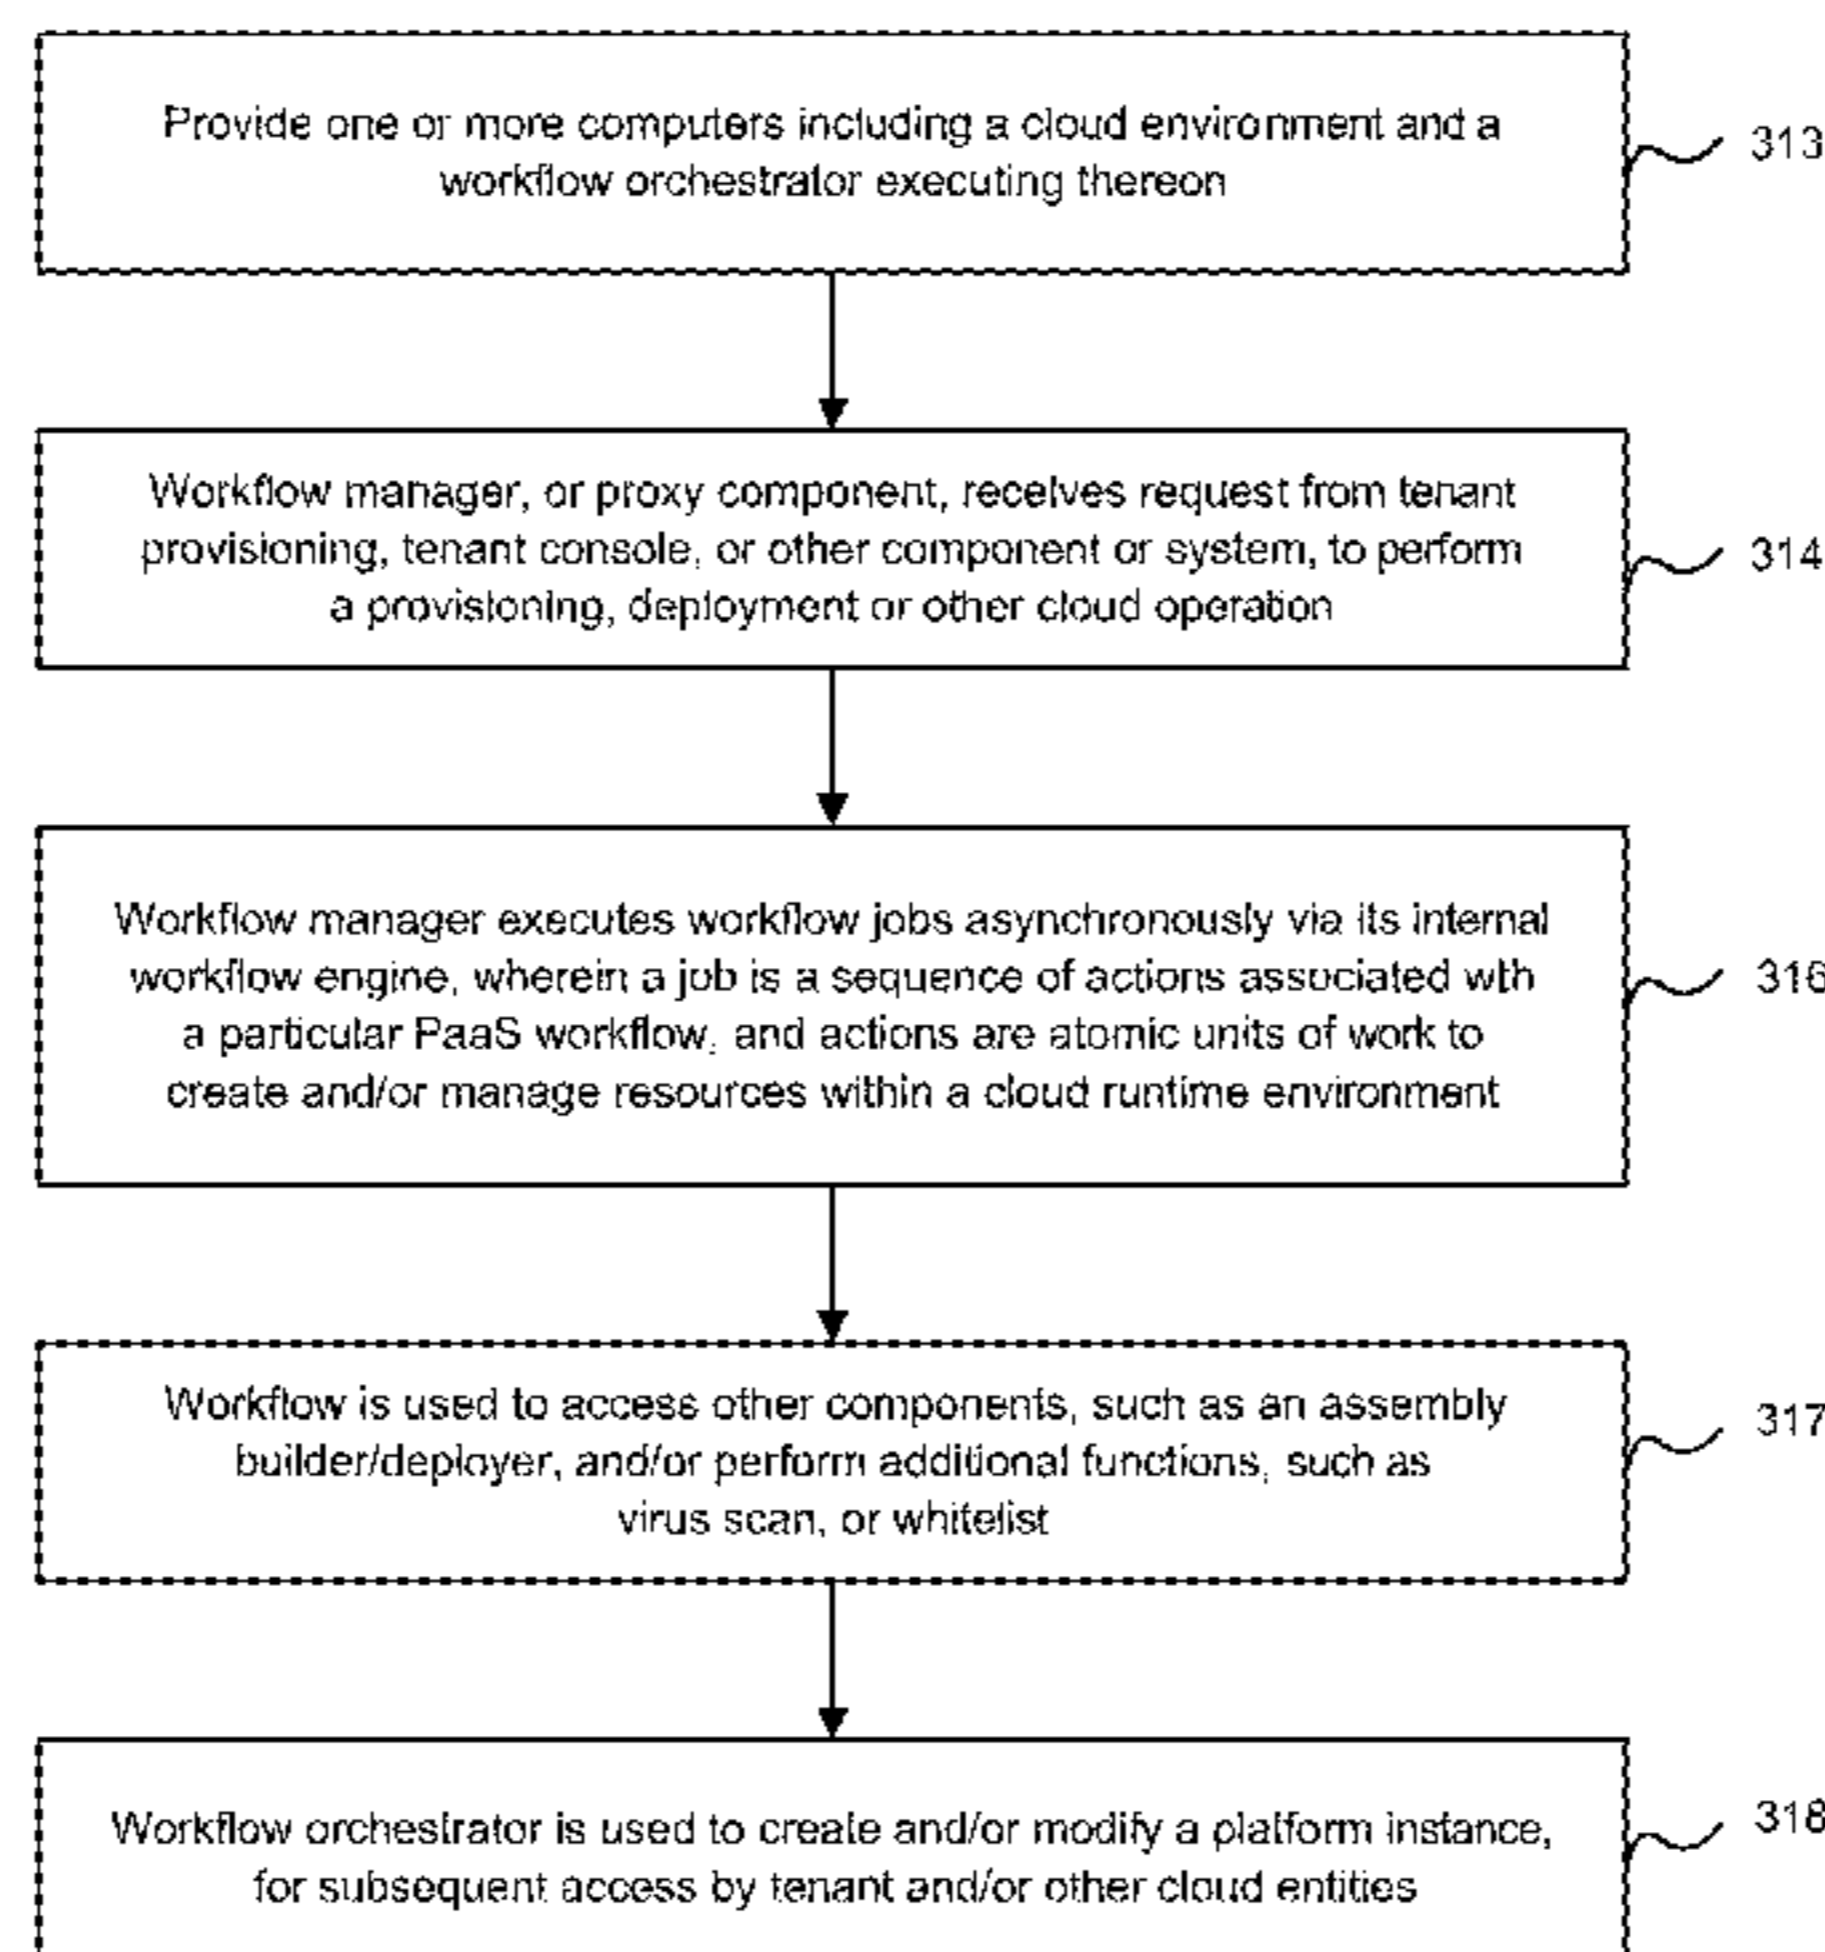 Provide one or more computers including a cloud environment and a
workflow orchestrator executing thereon
313
Workflow manager, or proxy component, receives request from tenant
provisioning, tenant console, or other component or system, to perform
a provisioning, deployment or other cloud operation
314
Workflow manager executes workflow jobs asynchronously via its internal
workflow engine, wherein a job is a sequence of actions associated wth
a particular PaaS workflow, and actions are atomic units of work to
create and/or manage resources within a cloud runtime environment
316
Workflow is used to access other components, such as an assembly
builder/deployer, and/or perform additional functions, such as
virus scan, or whitelist
317
Workflow orchestrator is used to create and/or modify a platform instance,
for subsequent access by tenant and/or other cloud entities
318